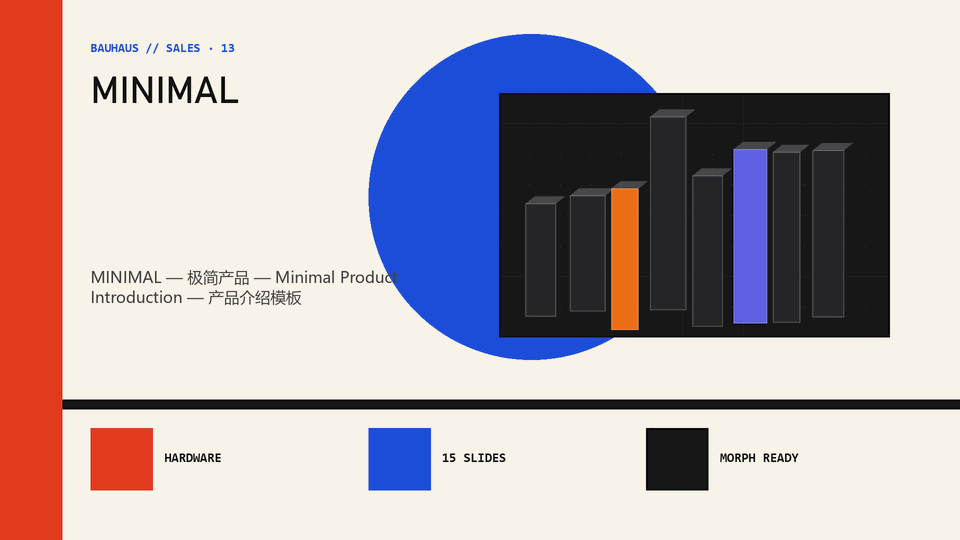 BAUHAUS // SALES · 13
MINIMAL
MINIMAL — 极简产品 — Minimal Product
Introduction — 产品介绍模板
HARDWARE
15 SLIDES
MORPH READY